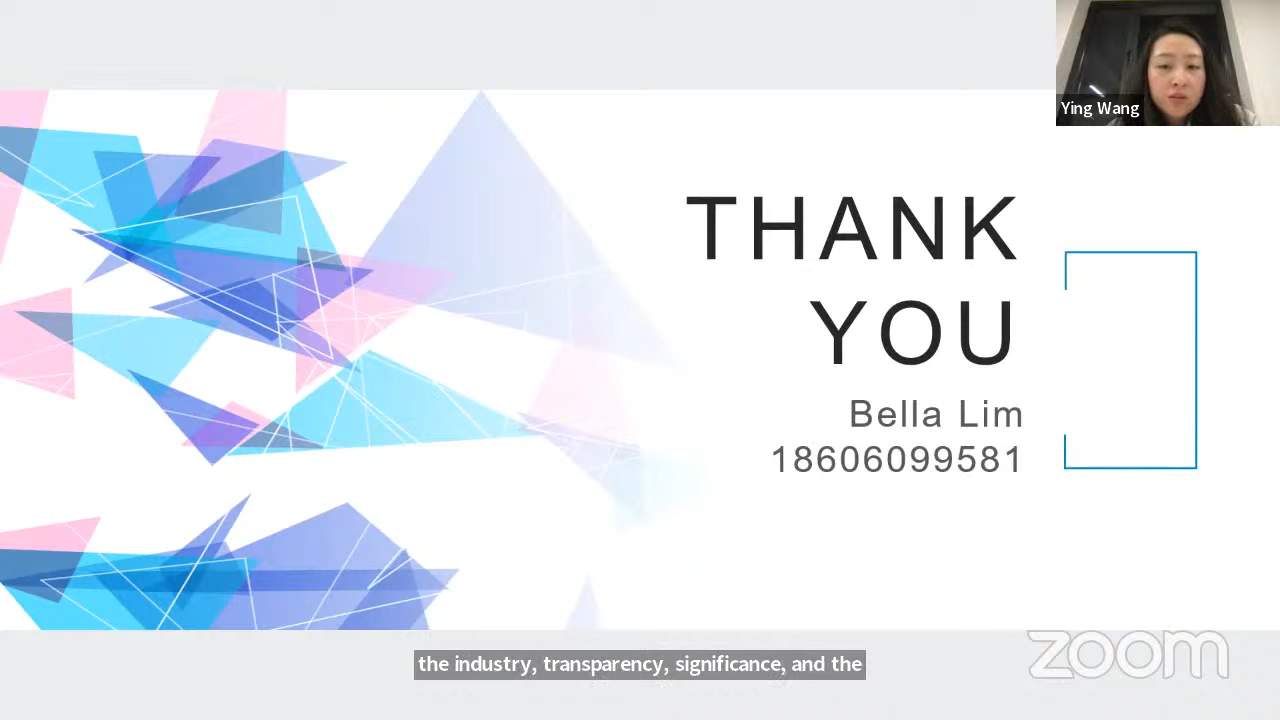 Ying Wang
THANK
YOU
Bella Lim
18606099581
the industry, transparency, significance, and the
zoom